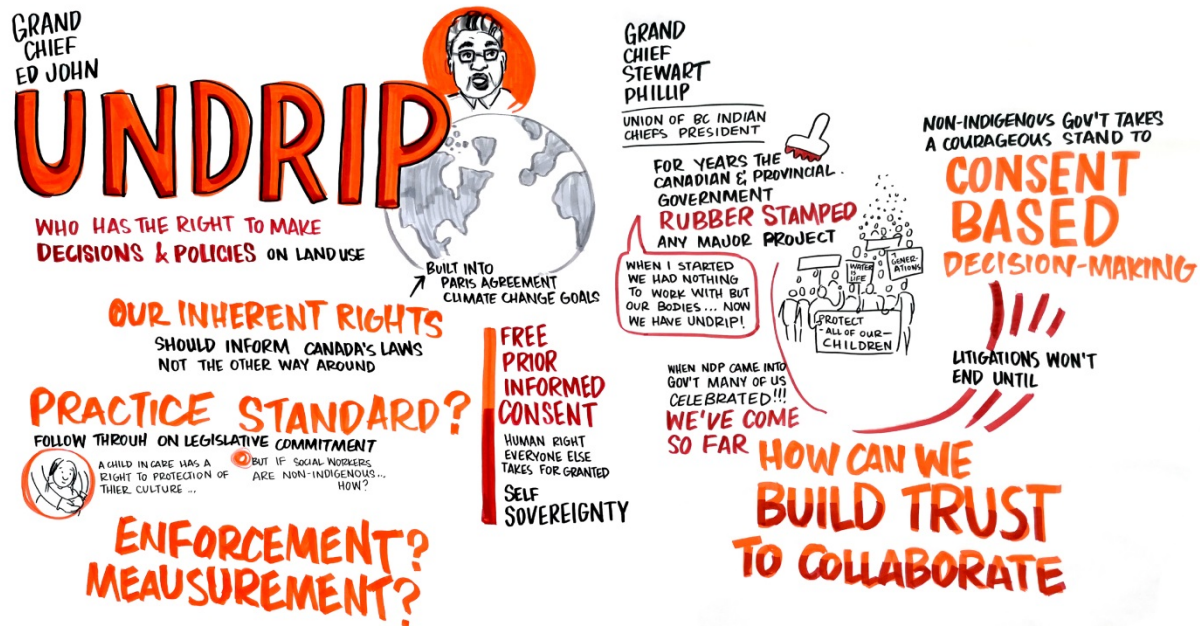 GRAND
CHIEF
ED JOHN
UNDRIP
WHO HAS THE RIGHT TO MAKE
DECISIONS & POLICIES ON LAND USE
BUILT INTO
PARIS AGREEMENT
CLIMATE CHANGE GOALS
OUR INHERENT RIGHTS
SHOULD INFORM CANADA'S LAWS
NOT THE OTHER WAY AROUND
PRACTICE STANDARD?
FOLLOW THROUH ON LEGISLATIVE COMMITMENT
A CHILD IN CARE HAS A
RIGHT TO PROTECTION OF
THIER CULTURE ...
BUT IF SOCIAL WORKERS
ARE NON-INDIGENOUS...
HOW?
ENFORCEMENT?
MEAUSUREMENT?
FREE
PRIOR
INFORMED
CONSENT
HUMAN RIGHT
EVERYONE ELSE
TAKES FOR GRANTED
SELF
SOVEREIGNTY
GRAND
CHIEF
STEWART
PHILLIP
UNION OF BC INDIAN
CHIEFS PRESIDENT
FOR YEARS THE
CANADIAN & PROVINCIAL
GOVERNMENT
RUBBER STAMPED
ANY MAJOR PROJECT
WHEN I STARTED
WE HAD NOTHING
TO WORK WITH BUT
OUR BODIES... NOW
WE HAVE UNDRIP!
WATER
IS
LIFE
7
GENER-
ATIONS
PROTECT
-ALL OF OUR-
CHILDREN
WHEN NDP CAME INTO
GOV'T MANY OF US
CELEBRATED!!!
WE'VE COME
SO FAR
NON-INDIGENOUS GOV'T TAKES
A COURAGEOUS STAND TO
CONSENT
BASED
DECISION-MAKING
LITIGATIONS WON'T
END UNTIL
HOW CAN WE
BUILD TRUST
TO COLLABORATE